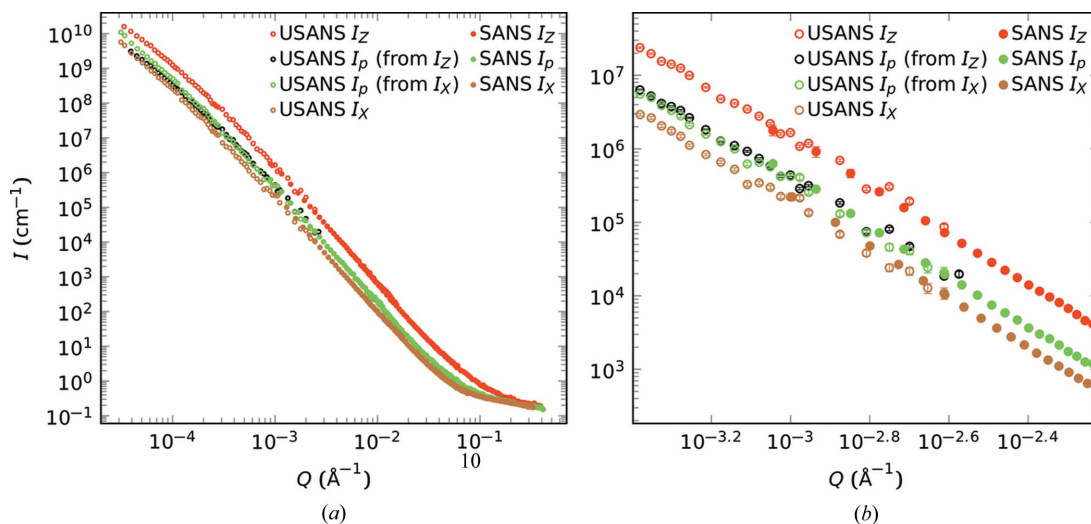 USANS I_Z
SANS I_Z
USANS I_p (from I_Z)
SANS I_p
USANS I_p (from I_X)
SANS I_X
USANS I_X
10^10
10^9
10^8
10^7
10^6
10^5
10^4
10^3
10^2
10^1
10^0
10^−1
I (cm^−1)
10^−4
10^−3
10^−2
10^−1
10
Q (Å^−1)
(a)
USANS I_Z
SANS I_Z
USANS I_p (from I_Z)
SANS I_p
USANS I_p (from I_X)
SANS I_X
USANS I_X
10^7
10^6
10^5
10^4
10^3
10^−3.2
10^−3
10^−2.8
10^−2.6
10^−2.4
Q (Å^−1)
(b)